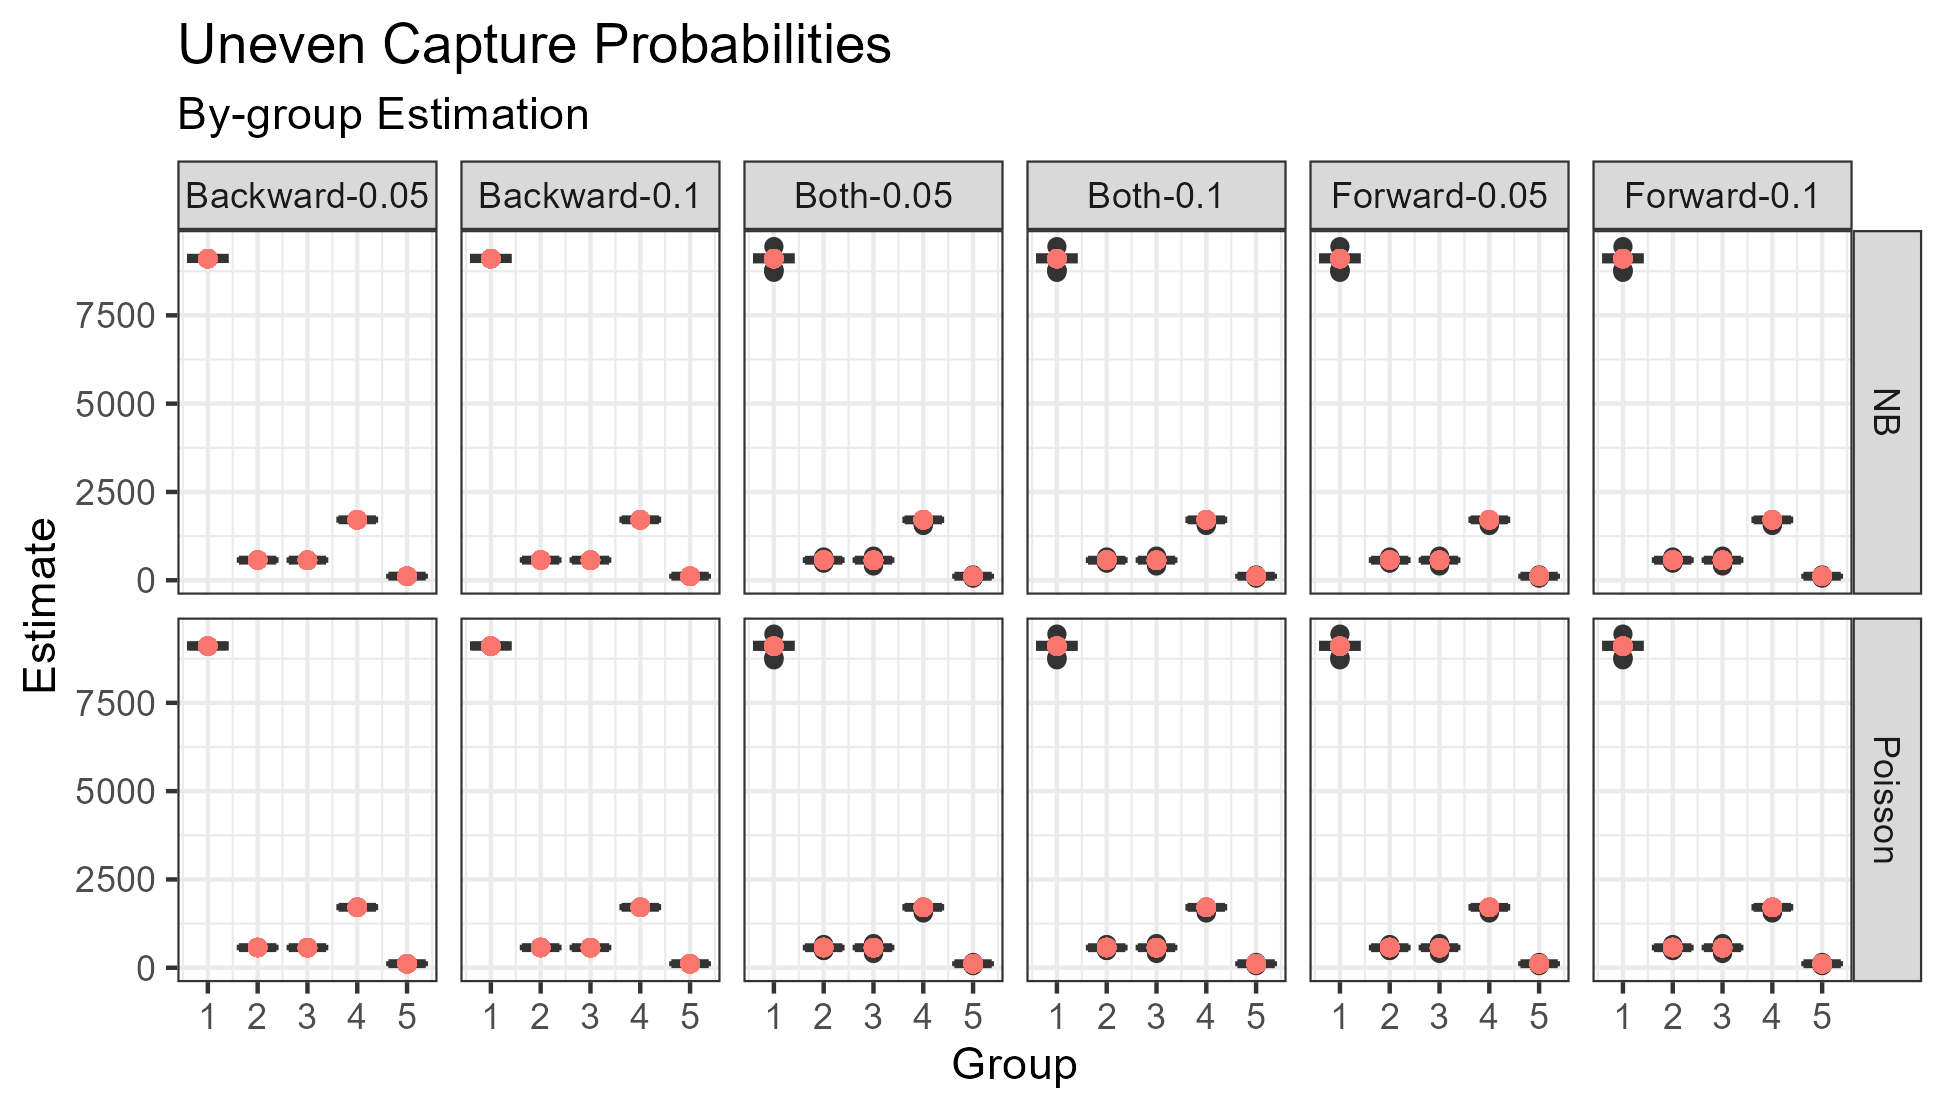 Uneven Capture Probabilities
By-group Estimation
Backward-0.05 Backward-0.1 Both-0.05 Both-0.1 Forward-0.05 Forward-0.1
7500
5000
2500
0
NB
Estimate
7500
5000
2500
0
Poisson
1 2 3 4 5 1 2 3 4 5 1 2 3 4 5 1 2 3 4 5 1 2 3 4 5 1 2 3 4 5
Group